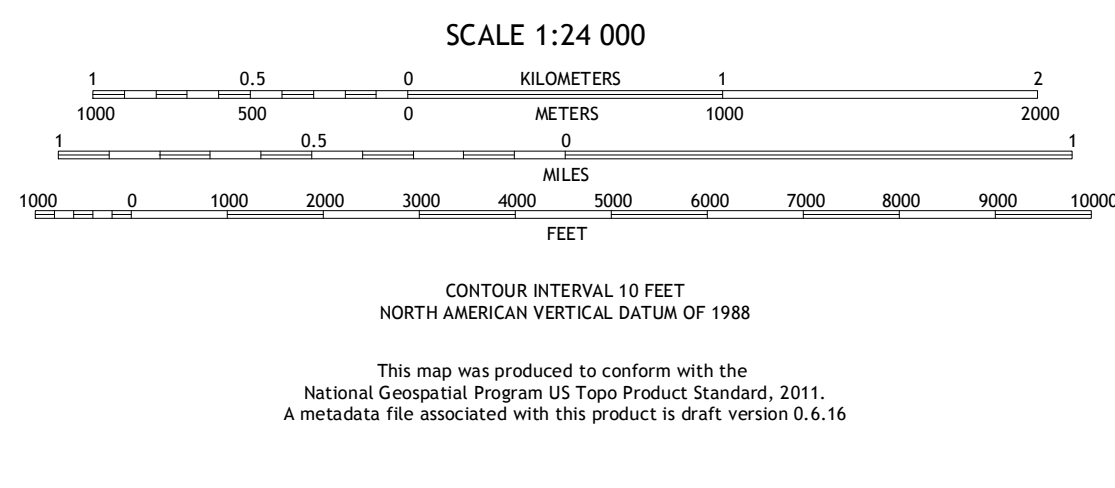 SCALE 1:24 000
1 0.5 0 KILOMETERS 1 2
1000 500 0 METERS 1000 2000
1 0.5 0 1
MILES
1000 0 1000 2000 3000 4000 5000 6000 7000 8000 9000 10000
FEET
CONTOUR INTERVAL 10 FEET
NORTH AMERICAN VERTICAL DATUM OF 1988
This map was produced to conform with the
National Geospatial Program US Topo Product Standard, 2011.
A metadata file associated with this product is draft version 0.6.16